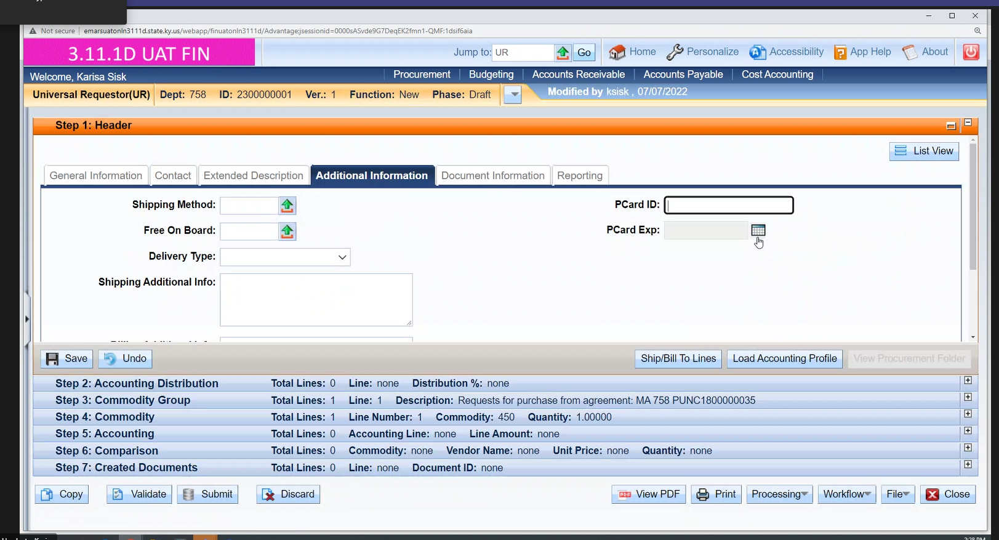 Not secure emarsuatonln3111d.state.ky.us/webapp/finuatonln3111d/Advantage;jsessionid=0000sASvde9G7DeqEK2fmn1-QMF:1dsif6aia
3.11.1D UAT FIN Jump to: UR Go Home Personalize Accessibility App Help About
Welcome, Karisa Sisk Procurement Budgeting Accounts Receivable Accounts Payable Cost Accounting
Universal Requestor(UR) Dept: 758 ID: 2300000001 Ver.: 1 Function: New Phase: Draft Modified by ksisk , 07/07/2022
Step 1: Header
List View
General Information Contact Extended Description Additional Information Document Information Reporting
Shipping Method: PCard ID:
Free On Board: PCard Exp:
Delivery Type:
Shipping Additional Info:
Save Undo Ship/Bill To Lines Load Accounting Profile View Procurement Folder
Step 2: Accounting Distribution Total Lines: 0 Line: none Distribution %: none
Step 3: Commodity Group Total Lines: 1 Line: 1 Description: Requests for purchase from agreement: MA 758 PUNC1800000035
Step 4: Commodity Total Lines: 1 Line Number: 1 Commodity: 450 Quantity: 1.00000
Step 5: Accounting Total Lines: 0 Accounting Line: none Line Amount: none
Step 6: Comparison Total Lines: 0 Commodity: none Vendor Name: none Unit Price: none Quantity: none
Step 7: Created Documents Total Lines: 0 Line: none Document ID: none
Copy Validate Submit Discard PDF View PDF Print Processing Workflow File Close